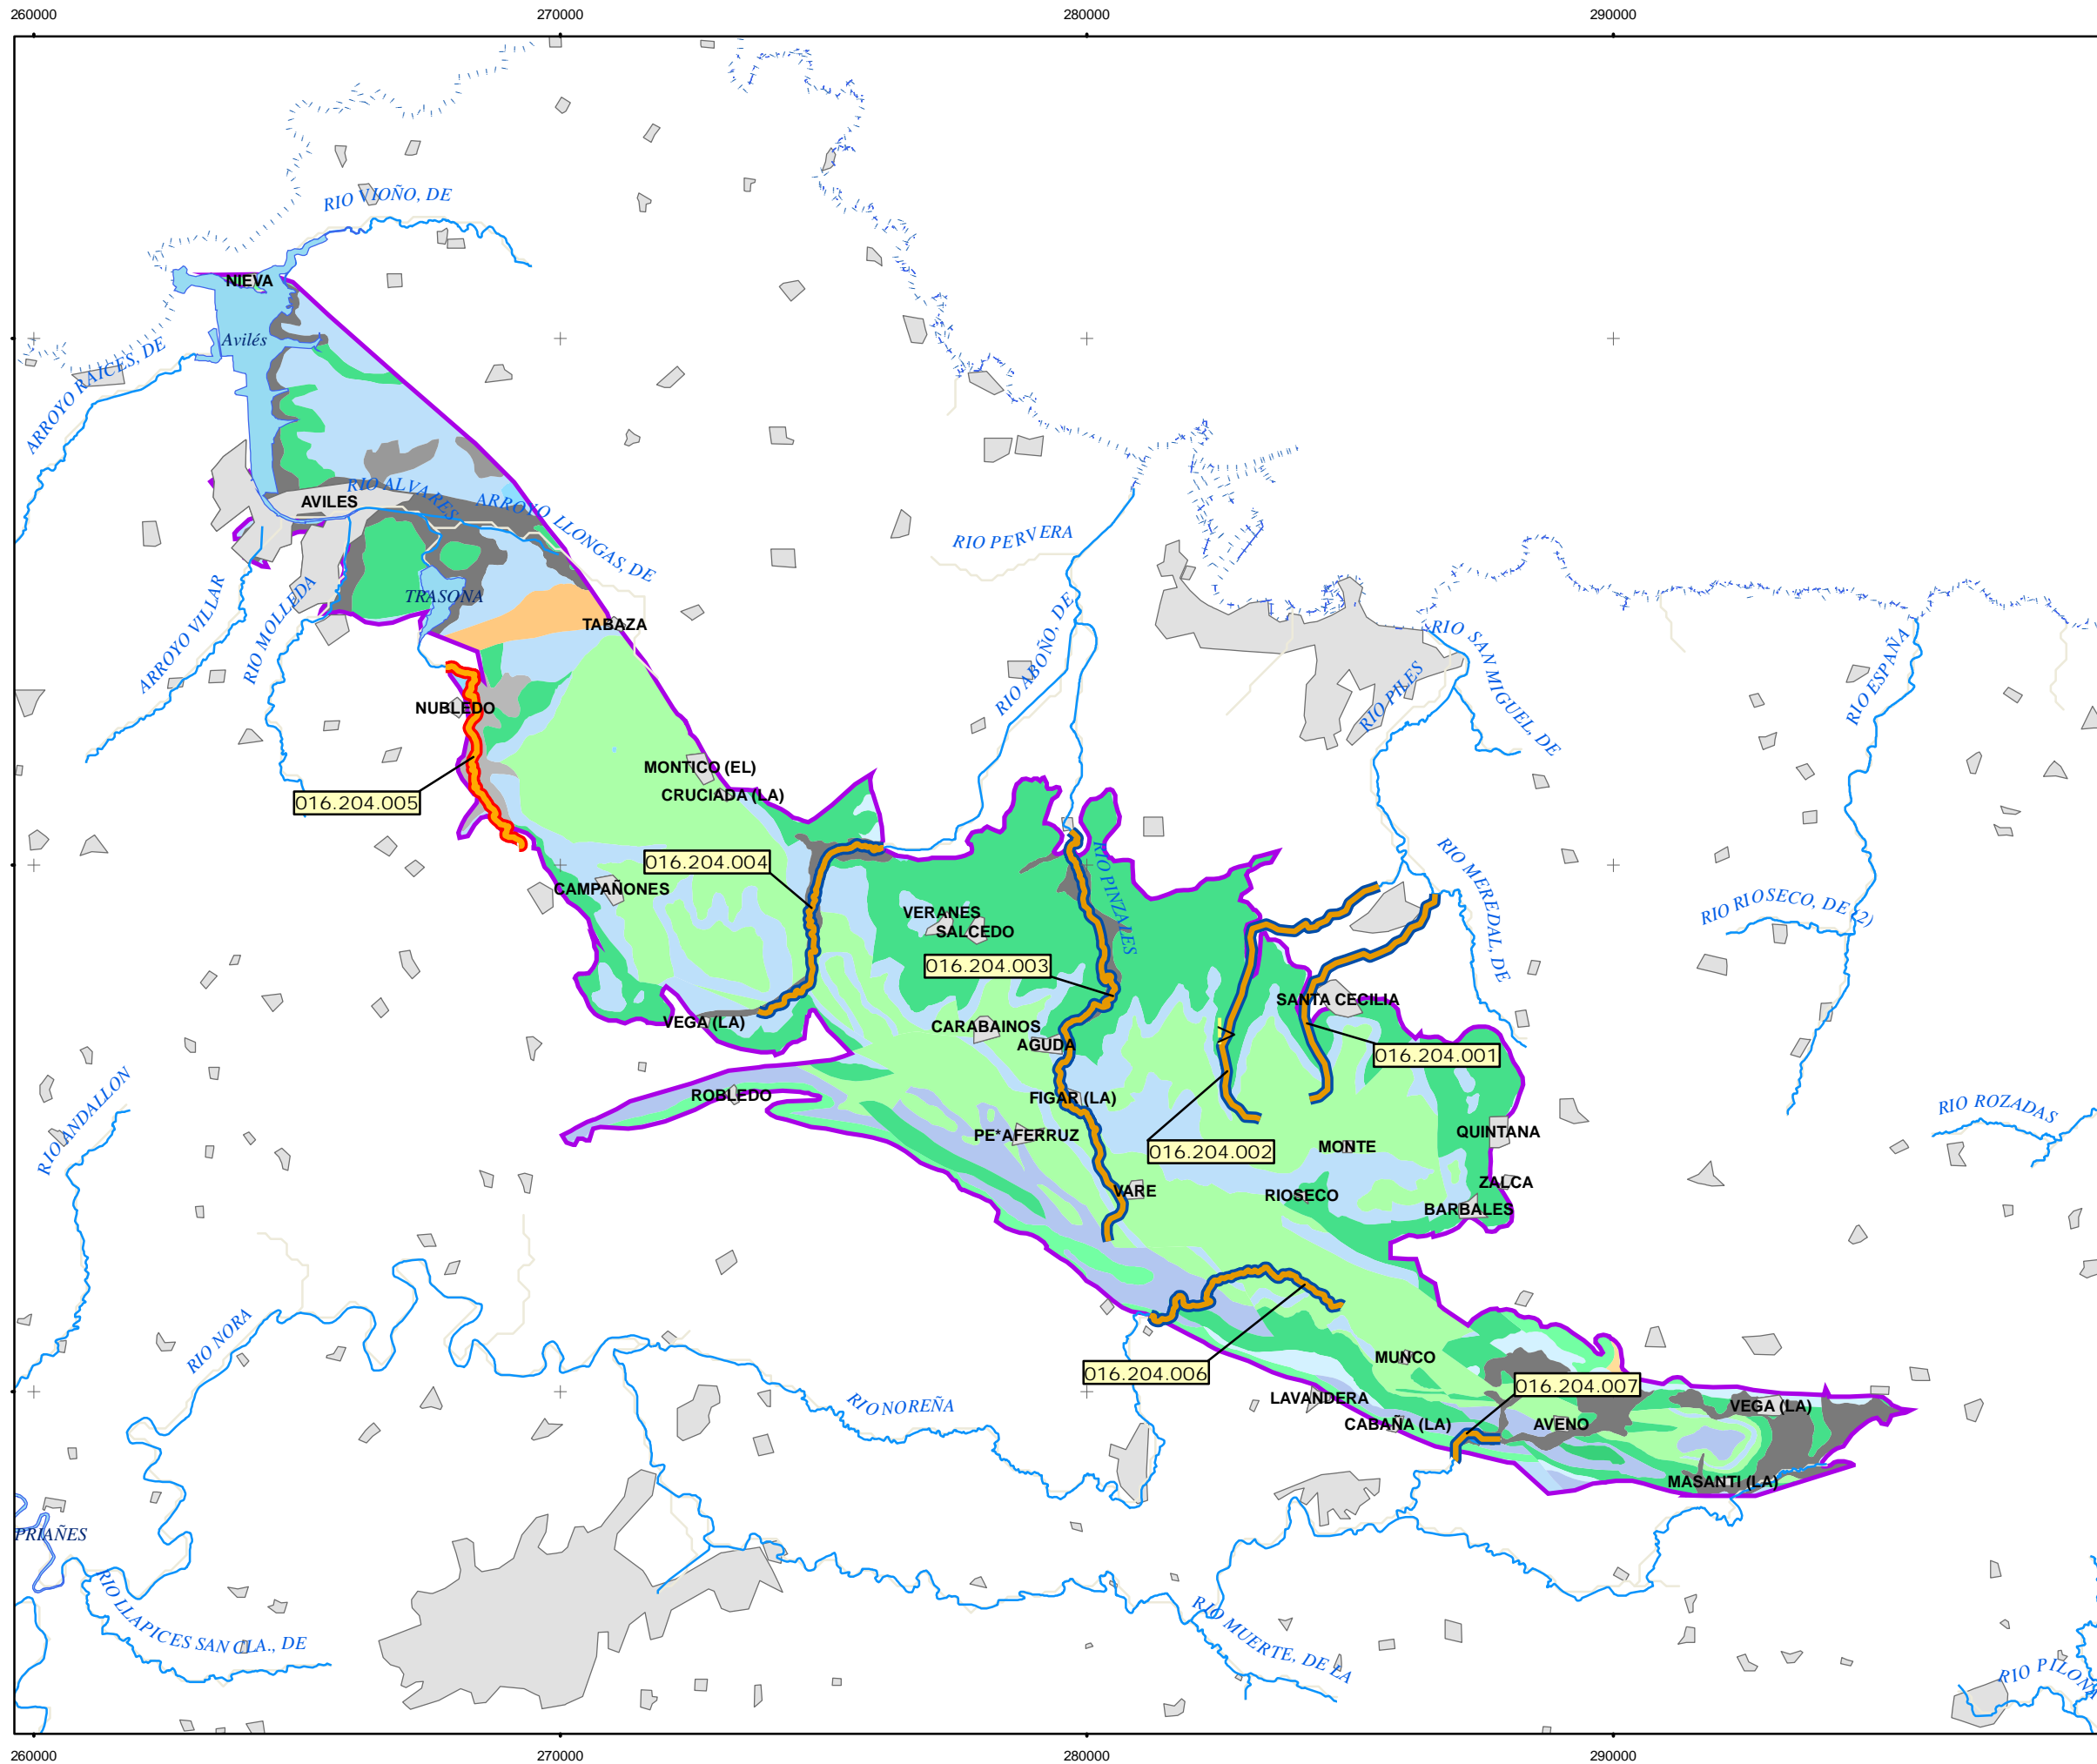 260000
270000
280000
290000
RIO VIOÑO, DE
NIEVA
Avilés
ARROYO RAICES, DE
RIO ALVARES
ARROYO LLONGAS, DE
AVILES
RIO PERVERA
TRASONA
TABAZA
ARROYO VILLAR
RIO MOLLEDA
RIO ABOÑO, DE
RIO SAN MIGUEL, DE
RIO PILES
RIO ESPAÑA
NUBLEDO
MONTICO (EL)
CRUCIADA (LA)
016.204.005
016.204.004
RIO PINZALES
RIO MEREDAL, DE
CAMPAÑONES
VERANES
SALCEDO
RIO RIOSECO, DE (2)
016.204.003
SANTA CECILIA
VEGA (LA)
CARABAINOS
AGUDA
016.204.001
RIO ANDALLON
ROBLEDO
FIGAR (LA)
RIO ROZADAS
PE*AFERRUZ
QUINTANA
016.204.002
MONTE
VARE
RIOSECO
ZALCA
BARBALES
RIO NORA
MUÑCO
016.204.006
016.204.007
LAVANDERA
RIO NOREÑA
VEGA (LA)
CABAÑA (LA)
AVENO
MASANTI (LA)
PRIAÑES
RIO LLAPICES SAN CLA., DE
RIO MUERTE, DE LA
RIO PILOÑ
260000
270000
280000
290000